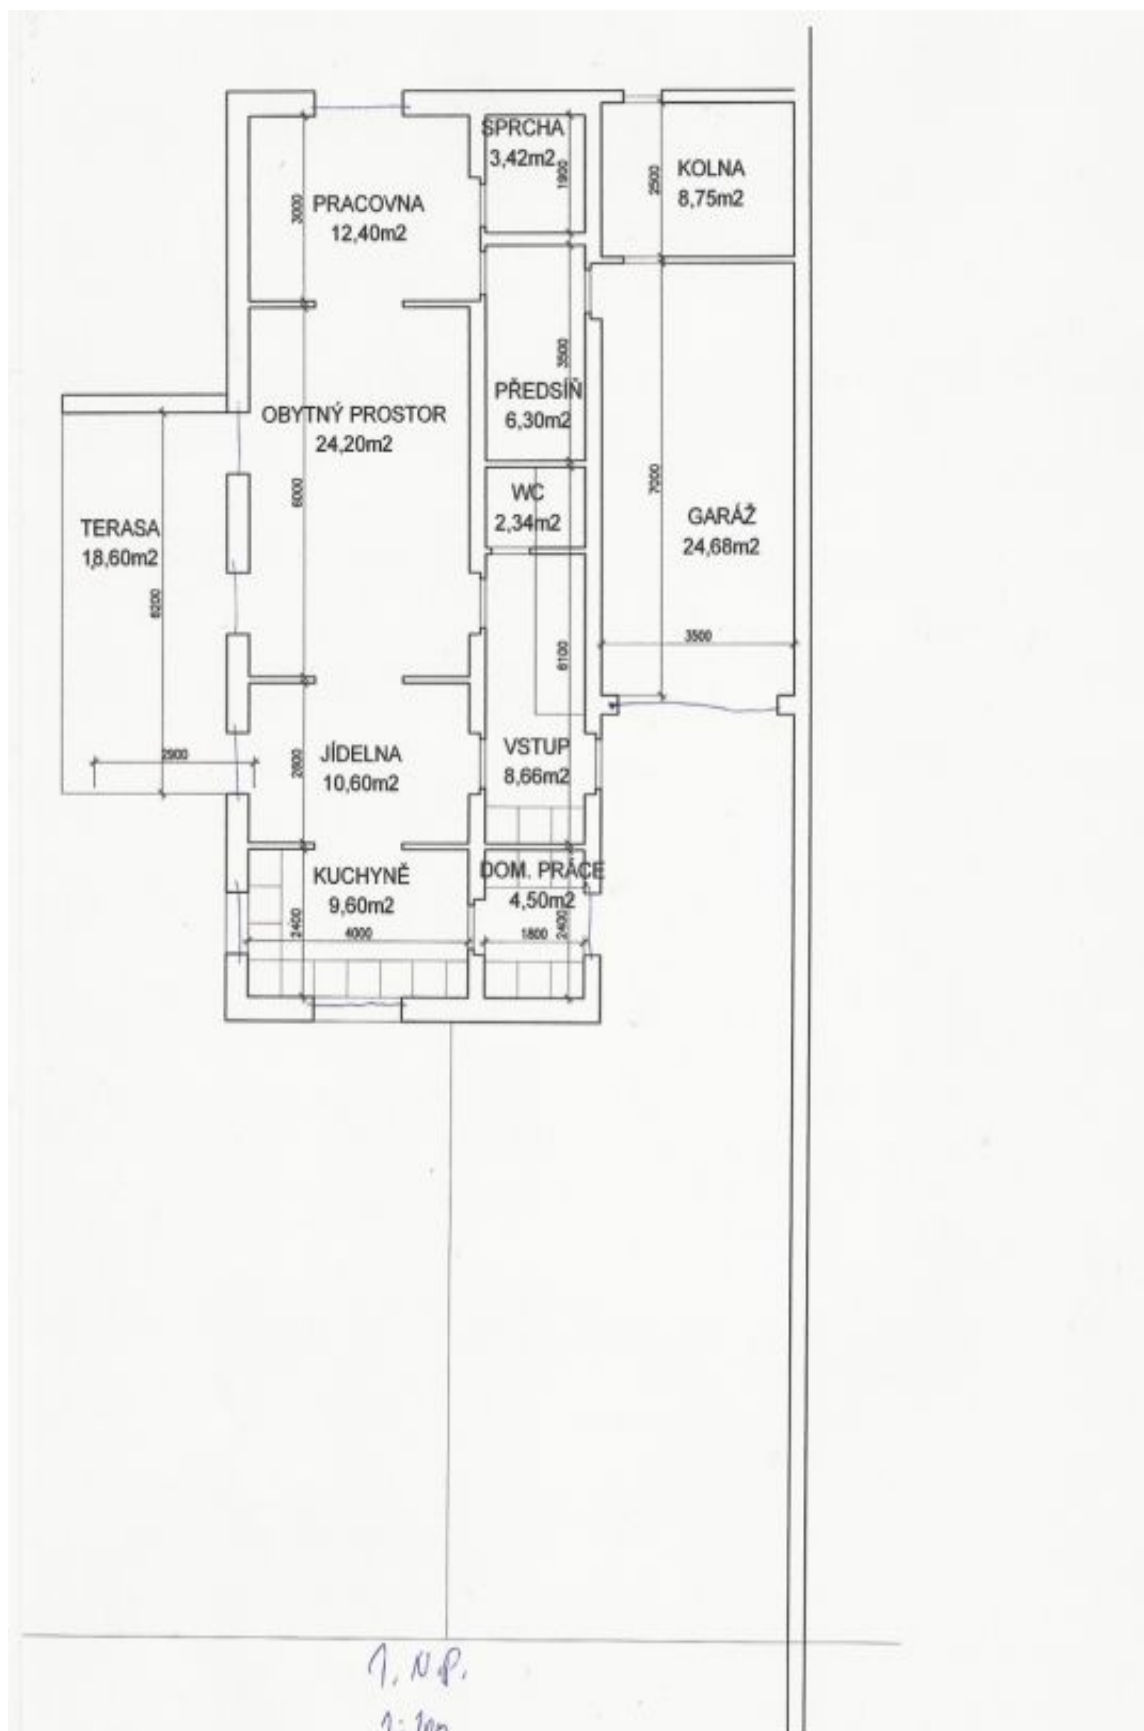 SPRCHA
3,42m2
1900
KOLNA
8,75m2
2500
PRACOVNA
12,40m2
3000
PŘEDSÍŇ
6,30m2
3500
OBYTNÝ PROSTOR
24,20m2
6000
WC
2,34m2
GARÁŽ
24,68m2
7000
3500
TERASA
18,60m2
6200
2900
6100
JÍDELNA
10,60m2
2600
VSTUP
8,66m2
KUCHYNĚ
9,60m2
2400
4000
DOM. PRÁCE
4,50m2
1800
2400
1. N.P.